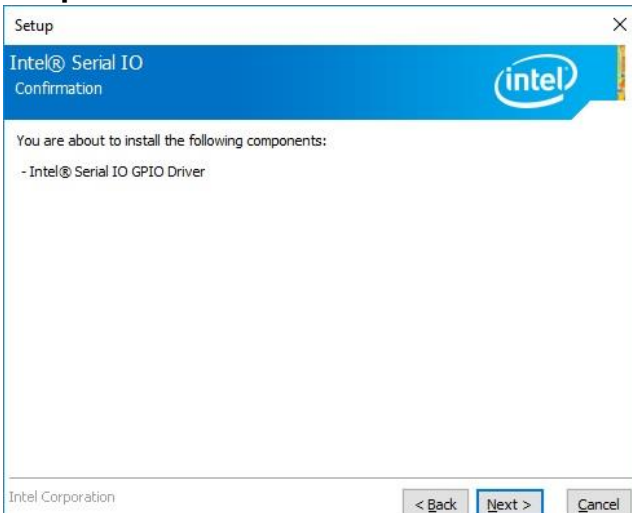 Setup
Intel® Serial IO
Confirmation
intel
You are about to install the following components:
- Intel® Serial IO GPIO Driver
Intel Corporation
< Back Next > Cancel